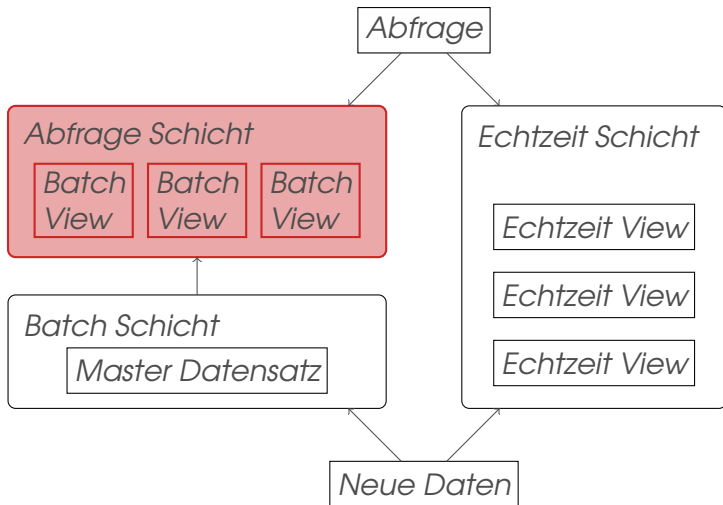 Abfrage
Abfrage Schicht
Batch
View
Batch
View
Batch
View
Echtzeit Schicht
Echtzeit View
Echtzeit View
Echtzeit View
Batch Schicht
Master Datensatz
Neue Daten